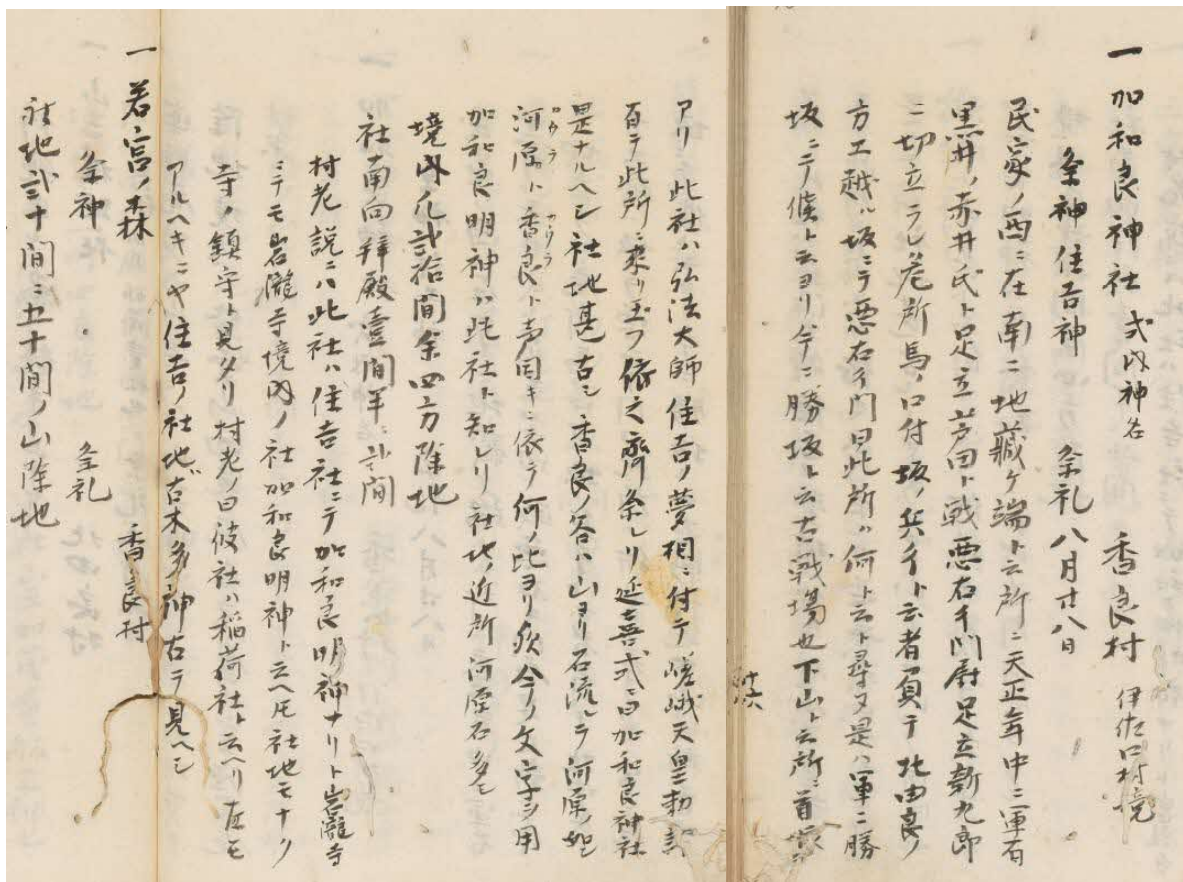 一 加和良神社 式内神名 香良村 伊佐口村境
祭神住吉神 祭礼八月廿八日
民家ノ西ニ在南ニ地藏ケ端ト云所ニ天正年中ニ軍有
黒井ノ赤井氏ト足立芦田ト戦悪右エ門尉足立新九郎
ニ切立ラレ 所馬ノ口付坂ノ兵 ト云者負テ北由良ノ
方エ越ル坂ニテ悪右エ門曰此所ハ何ト云ト尋又是ハ軍ニ勝
坂ニテ候ト云ヨリ今ニ勝坂ト云古戦場也下山ト云所ニ首塚
アリ 此社ハ弘法大師住吉ノ夢相ニ付テ嵯峨天皇勅
百テ此所ニ来リ玉フ依之齋祭レリ延喜式ニ曰加和良神社
是ナルヘシ社地甚古シ香良ノ谷ハ山ヨリ石流レテ河原ノ如
河原ト香良ト声同キニ依テ何ノ比ヨリ欤今ノ文字ヲ用
加和良明神ハ此社ト知レリ社地ノ近所河原石多シ
境内凡弐拾間余四方除地
社南向拝殿壹間半ニ弐間
村老説ニハ此社ハ住吉社ニテ加和良明神ナリト岩瀧寺
ミテモ岩瀧寺境内ノ社加和良明神ト云ヘ𪜈社地モナク
寺ノ鎮守ト見タリ村老ノ曰彼社ハ稲荷社ト云ヘリ左モ
アルヘキニヤ住吉ノ社地古木多神古ラ見ヘシ
一 若宮ノ森 香良村
祭神 祭礼
社地弐十間ニ五十間ノ山除地